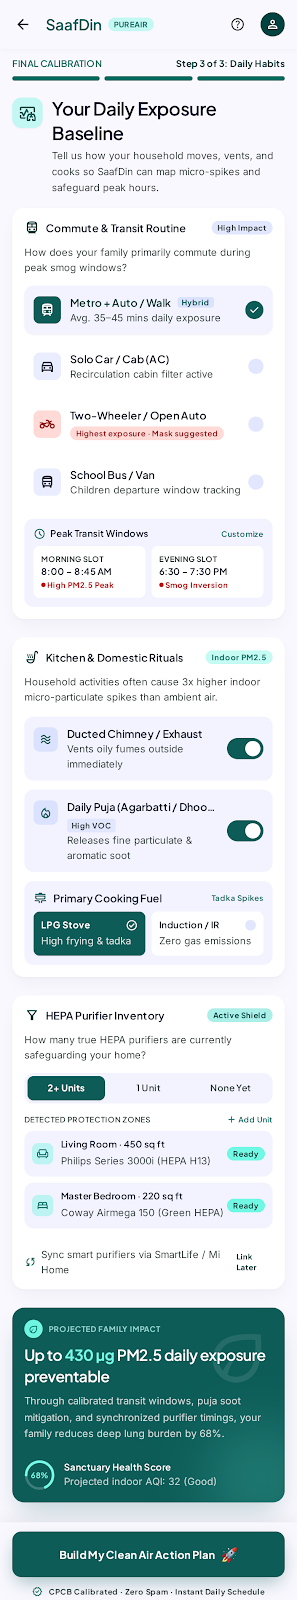 SaafDin PUREAIR
FINAL CALIBRATION Step 3 of 3: Daily Habits
Your Daily Exposure
Baseline
Tell us how your household moves, vents, and
cooks so SaafDin can map micro-spikes and
safeguard peak hours.
Commute & Transit Routine High Impact
How does your family primarily commute during
peak smog windows?
Metro + Auto / Walk Hybrid
Avg. 35–45 mins daily exposure
Solo Car / Cab (AC)
Recirculation cabin filter active
Two-Wheeler / Open Auto
Highest exposure · Mask suggested
School Bus / Van
Children departure window tracking
Peak Transit Windows Customize
MORNING SLOT
8:00 – 8:45 AM
High PM2.5 Peak
EVENING SLOT
6:30 – 7:30 PM
Smog Inversion
Kitchen & Domestic Rituals Indoor PM2.5
Household activities often cause 3x higher indoor
micro-particulate spikes than ambient air.
Ducted Chimney / Exhaust
Vents oily fumes outside
immediately
Daily Puja (Agarbatti / Dhoo...
High VOC
Releases fine particulate &
aromatic soot
Primary Cooking Fuel Tadka Spikes
LPG Stove
High frying & tadka
Induction / IR
Zero gas emissions
HEPA Purifier Inventory Active Shield
How many true HEPA purifiers are currently
safeguarding your home?
2+ Units 1 Unit None Yet
DETECTED PROTECTION ZONES + Add Unit
Living Room · 450 sq ft
Philips Series 3000i (HEPA H13) Ready
Master Bedroom · 220 sq ft
Coway Airmega 150 (Green HEPA) Ready
Sync smart purifiers via SmartLife / Mi
Home
Link
Later
PROJECTED FAMILY IMPACT
Up to 430 µg PM2.5 daily exposure
preventable
Through calibrated transit windows, puja soot
mitigation, and synchronized purifier timings, your
family reduces deep lung burden by 68%.
68%
Sanctuary Health Score
Projected indoor AQI: 32 (Good)
Build My Clean Air Action Plan 🚀
CPCB Calibrated · Zero Spam · Instant Daily Schedule